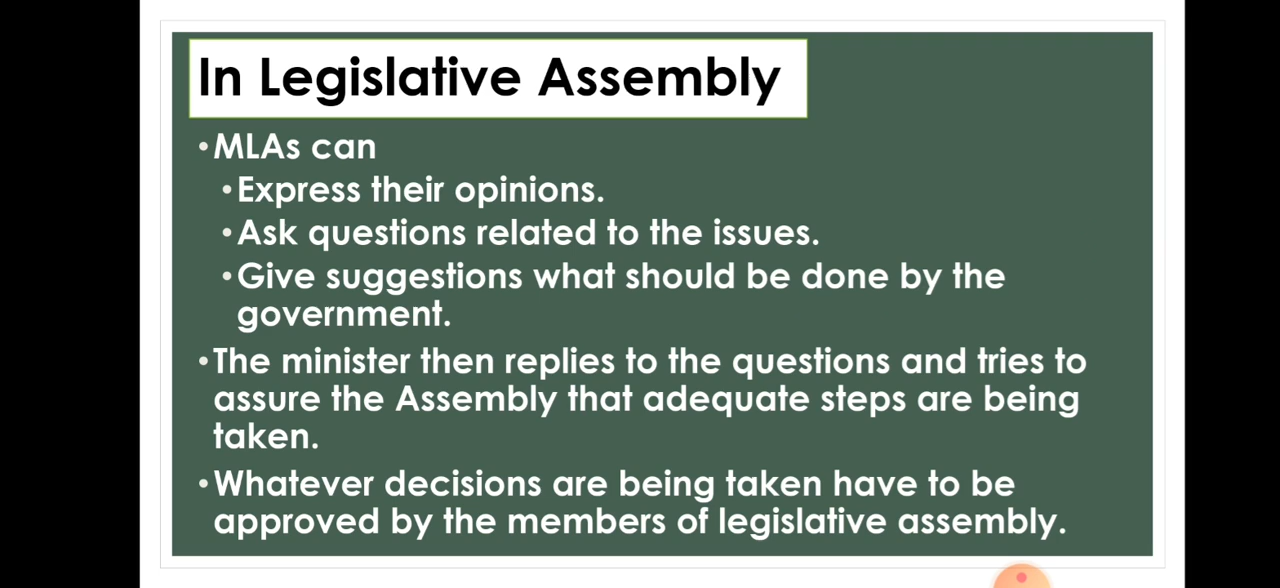 In Legislative Assembly
•MLAs can
•Express their opinions.
•Ask questions related to the issues.
•Give suggestions what should be done by the
government.
•The minister then replies to the questions and tries to
assure the Assembly that adequate steps are being
taken.
•Whatever decisions are being taken have to be
approved by the members of legislative assembly.